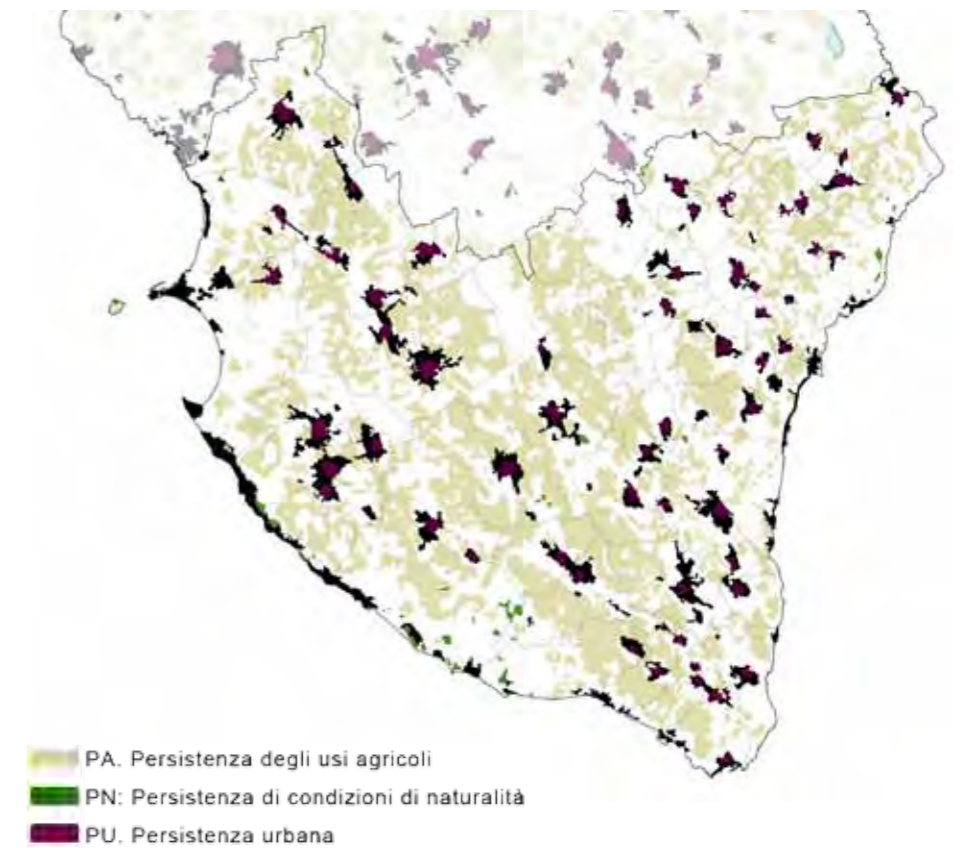 PA. Persistenza degli usi agricoli
PN: Persistenza di condizioni di naturalità
PU. Persistenza urbana